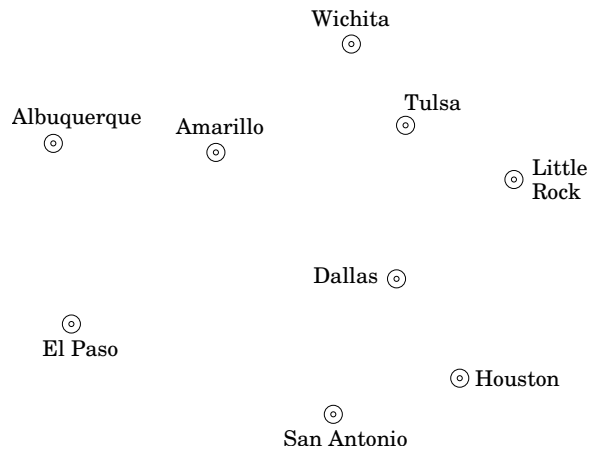 Wichita
Tulsa
Albuquerque
Amarillo
Little
Rock
Dallas
El Paso
Houston
San Antonio